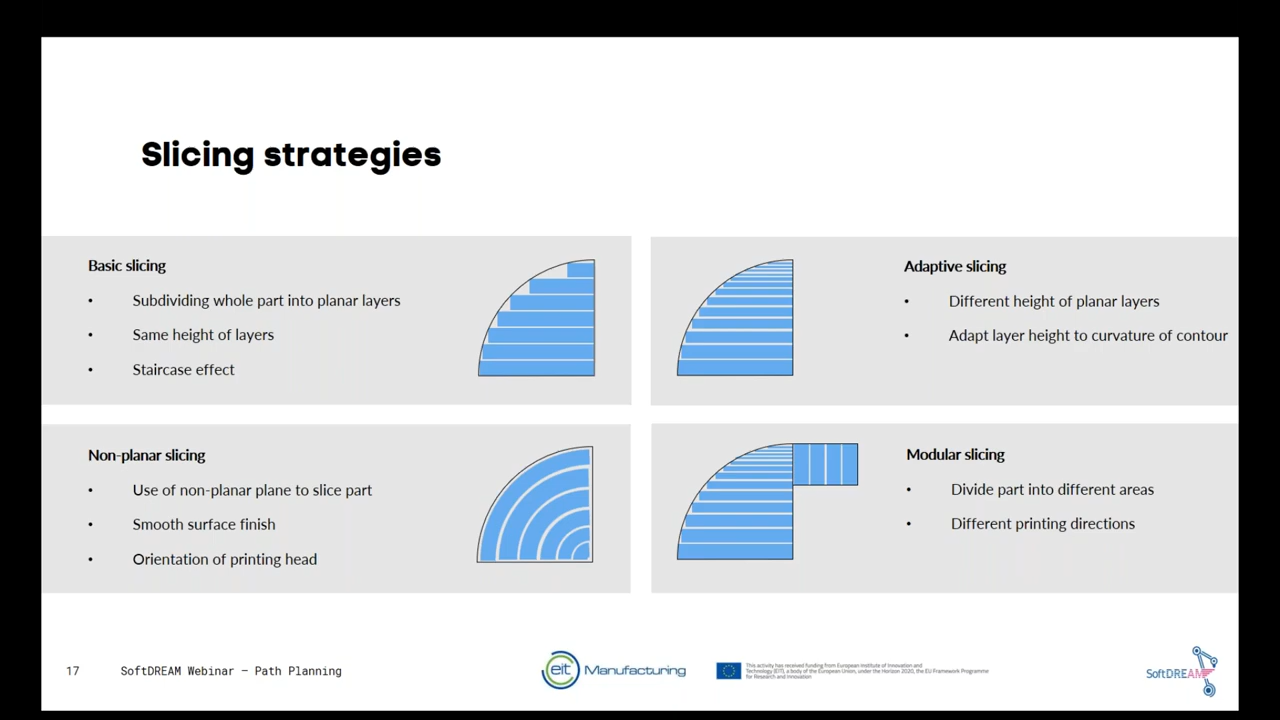 Slicing strategies
Basic slicing
• Subdividing whole part into planar layers
• Same height of layers
• Staircase effect
Adaptive slicing
• Different height of planar layers
• Adapt layer height to curvature of contour
Non-planar slicing
• Use of non-planar plane to slice part
• Smooth surface finish
• Orientation of printing head
Modular slicing
• Divide part into different areas
• Different printing directions
17
SoftDREAM Webinar – Path Planning
eit Manufacturing
This activity has received funding from European Institute of Innovation and
Technology (EIT), a body of the European Union, under the Horizon 2020, the EU Framework Programme
for Research and Innovation
SoftDREAM